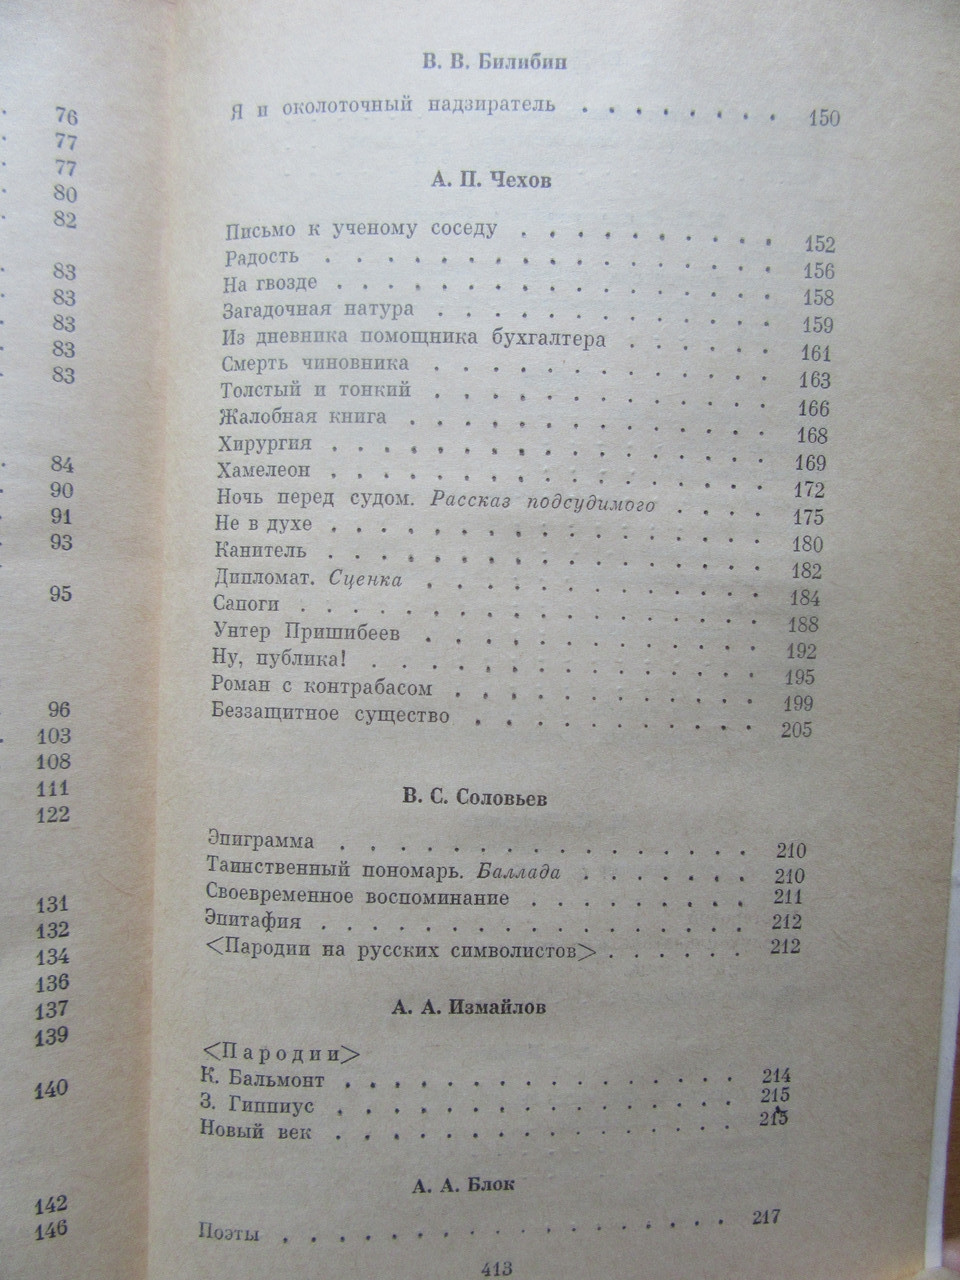 76
77
77
80
82
83
83
83
83
83
84
90
91
93
95
96
103
108
111
122
131
132
134
136
137
139
140
142
146
В. В. Билибин
Я и околоточный надзиратель . . . . . . . . 150
А. П. Чехов
Письмо к ученому соседу . . . . . . . . . . 152
Радость . . . . . . . . . . . . . . . . 156
На гвозде . . . . . . . . . . . . . . . . 158
Загадочная натура . . . . . . . . . . . . 159
Из дневника помощника бухгалтера . . . . . . 161
Смерть чиновника . . . . . . . . . . . . 163
Толстый и тонкий . . . . . . . . . . . . 166
Жалобная книга . . . . . . . . . . . . . 168
Хирургия . . . . . . . . . . . . . . . . 169
Хамелеон . . . . . . . . . . . . . . . . 172
Ночь перед судом. Рассказ подсудимого . . . . 175
Не в духе . . . . . . . . . . . . . . . . 180
Канитель . . . . . . . . . . . . . . . . 182
Дипломат. Сценка . . . . . . . . . . . . 184
Сапоги . . . . . . . . . . . . . . . . . 188
Унтер Пришибеев . . . . . . . . . . . . 192
Ну, публика! . . . . . . . . . . . . . . 195
Роман с контрабасом . . . . . . . . . . . 199
Беззащитное существо . . . . . . . . . . 205
В. С. Соловьев
Эпиграмма . . . . . . . . . . . . . . . 210
Таинственный пономарь. Баллада . . . . . . . 210
Своевременное воспоминание . . . . . . . . 211
Эпитафия . . . . . . . . . . . . . . . . 212
<Пародии на русских символистов> . . . . . . 212
А. А. Измайлов
<Пародии>
К. Бальмонт . . . . . . . . . . . . . . 214
З. Гиппиус . . . . . . . . . . . . . . . 215
Новый век . . . . . . . . . . . . . . . 215
А. А. Блок
Поэты . . . . . . . . . . . . . . . . . 217
413